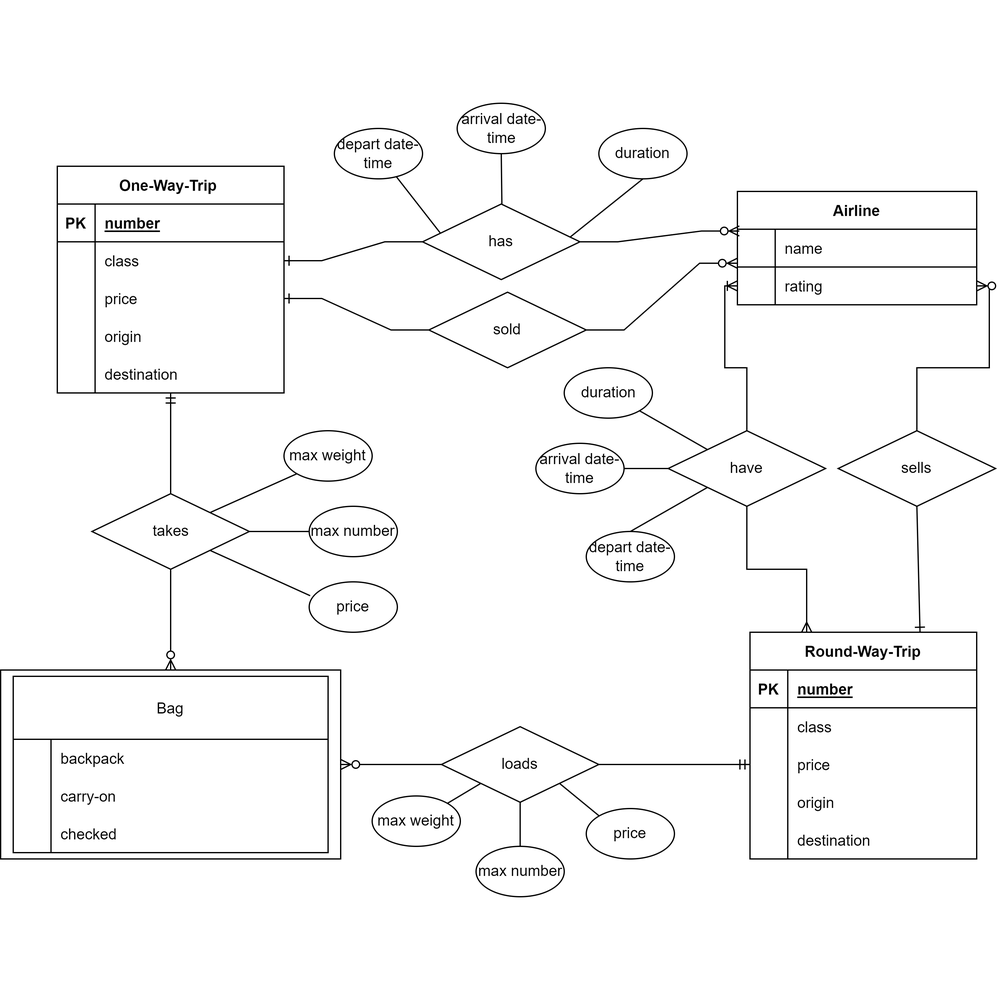 arrival date-
time
depart date-
time
duration
One-Way-Trip
PK number
class
price
origin
destination
has
sold
Airline
name
rating
duration
arrival date-
time
depart date-
time
have
sells
takes
max weight
max number
price
Bag
backpack
carry-on
checked
loads
max weight
max number
price
Round-Way-Trip
PK number
class
price
origin
destination